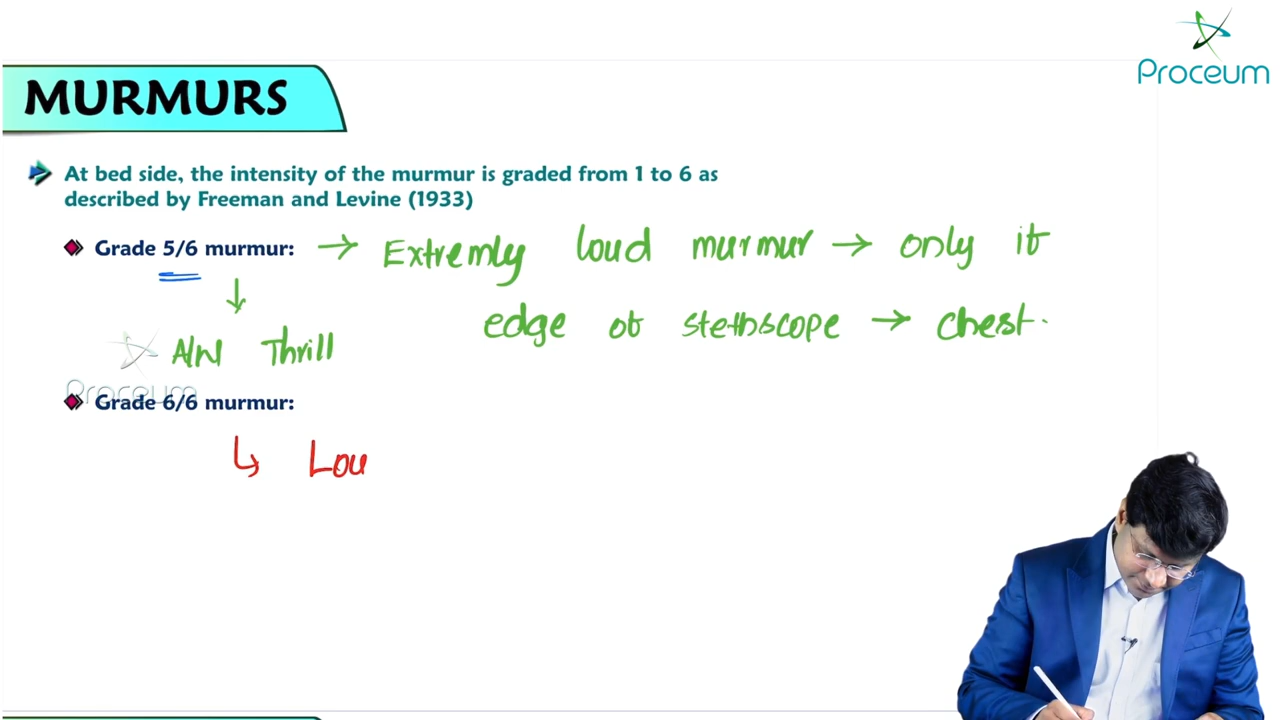 Proceum
MURMURS
At bed side, the intensity of the murmur is graded from 1 to 6 as
described by Freeman and Levine (1933)
Grade 5/6 murmur: → Extremly loud murmur → only if
edge of stethscope → chest.
↓
A/W Thrill
Proceum
Grade 6/6 murmur:
↳ Lou